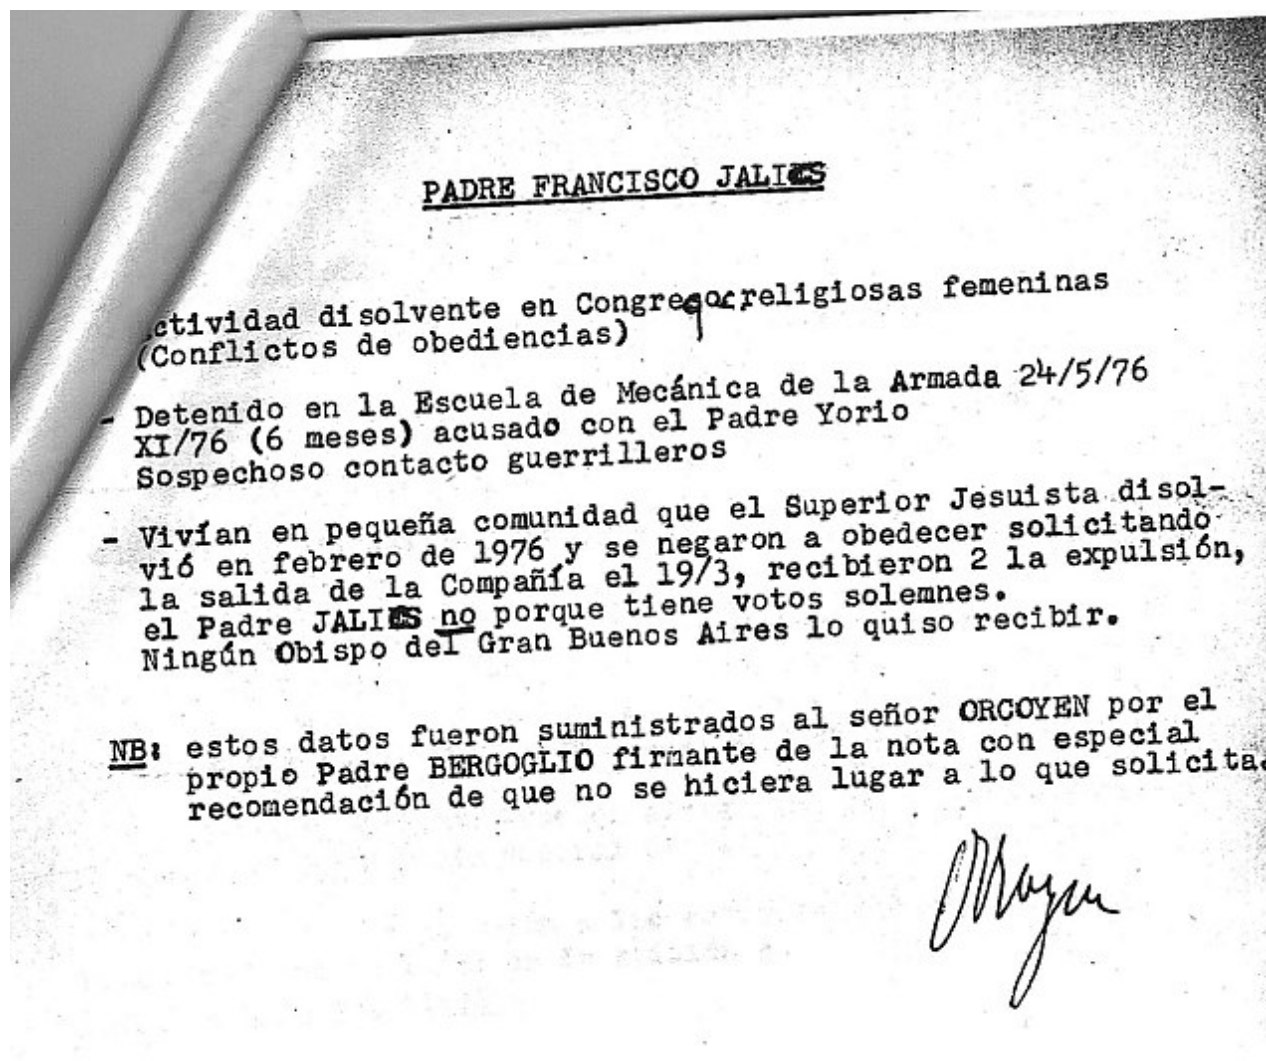 PADRE FRANCISCO JALICS
ctividad disolvente en Congregac religiosas femeninas
(Conflictos de obediencias)
- Detenido en la Escuela de Mecánica de la Armada 24/5/76
XI/76 (6 meses) acusado con el Padre Yorio
Sospechoso contacto guerrilleros
- Vivían en pequeña comunidad que el Superior Jesuista disol-
vió en febrero de 1976 y se negaron a obedecer solicitando
la salida de la Compañía el 19/3, recibieron 2 la expulsión,
el Padre JALICS no porque tiene votos solemnes.
Ningún Obispo del Gran Buenos Aires lo quiso recibir.
NB: estos datos fueron suministrados al señor ORCOYEN por el
propio Padre BERGOGLIO firmante de la nota con especial
recomendación de que no se hiciera lugar a lo que solicita.